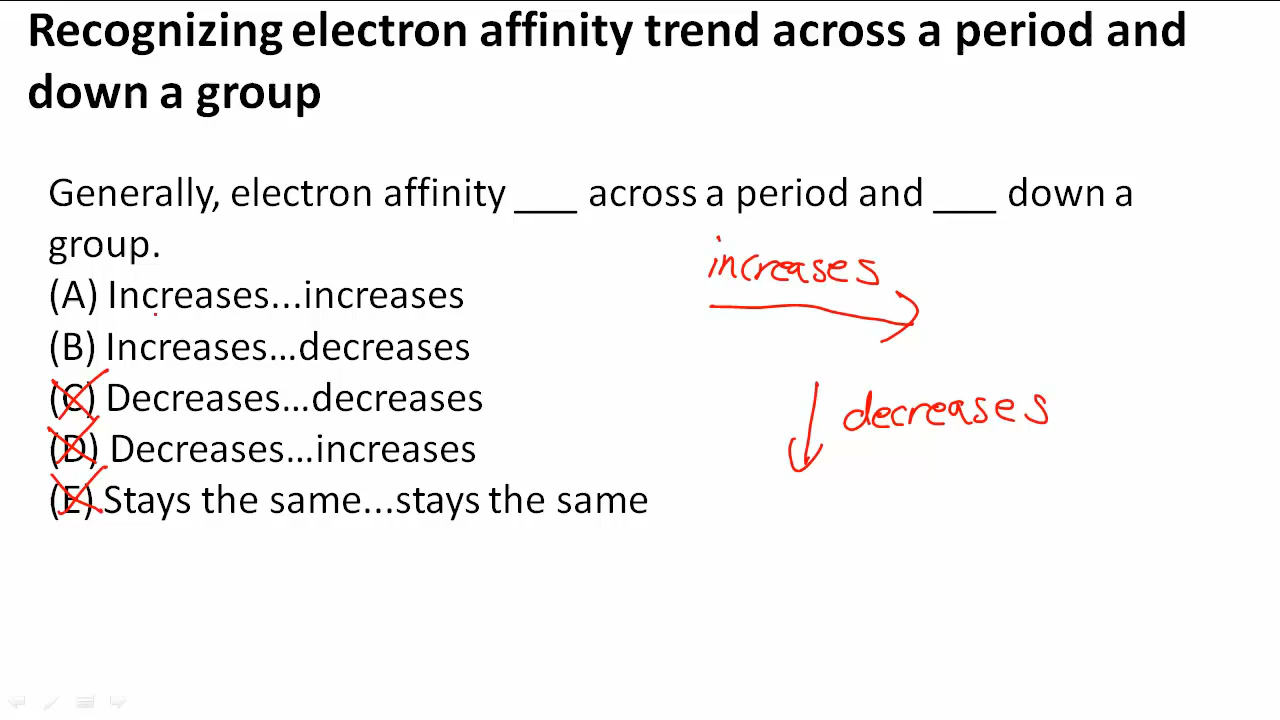 Recognizing electron affinity trend across a period and
down a group
Generally, electron affinity ___ across a period and ___ down a
group.
increases
(A) Increases...increases
(B) Increases...decreases
(C) Decreases...decreases
decreases
(D) Decreases...increases
(E) Stays the same...stays the same